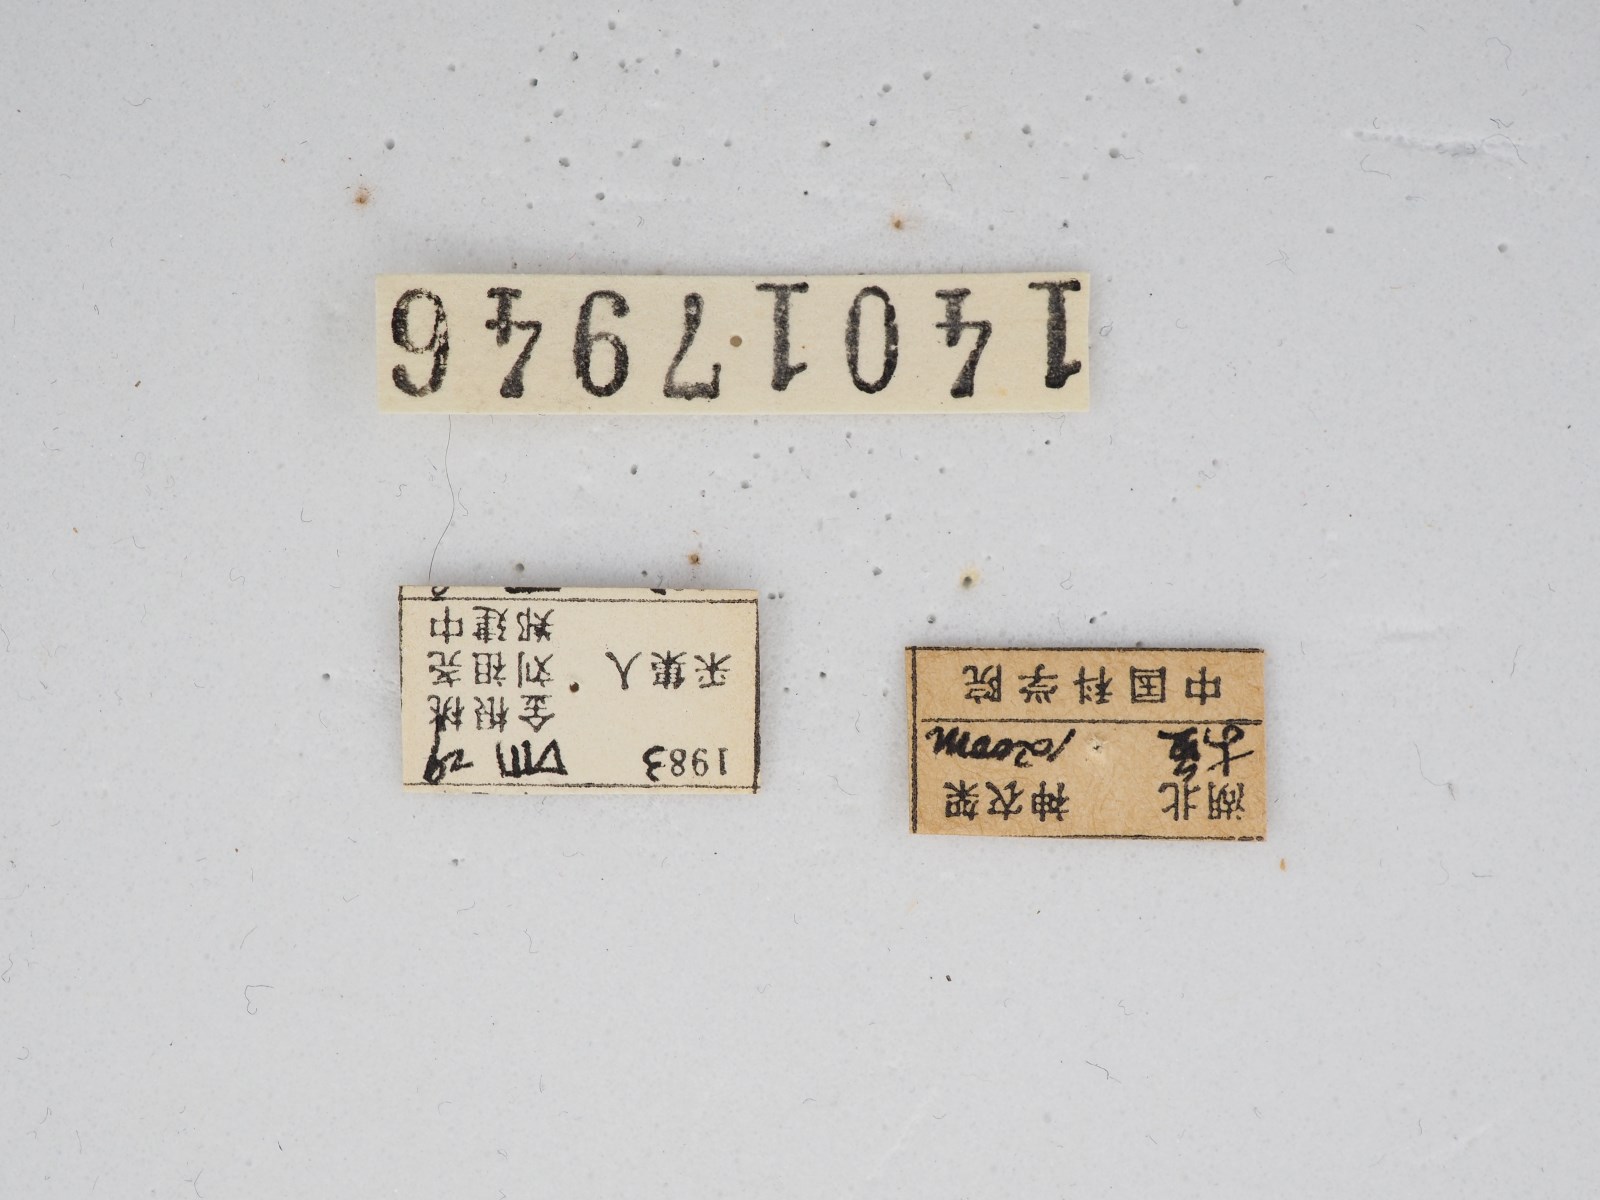 中国科学院
湖北 神农架
1983 VIII 29
金根桃
采集人 刘祖尧
郑建中
14017946